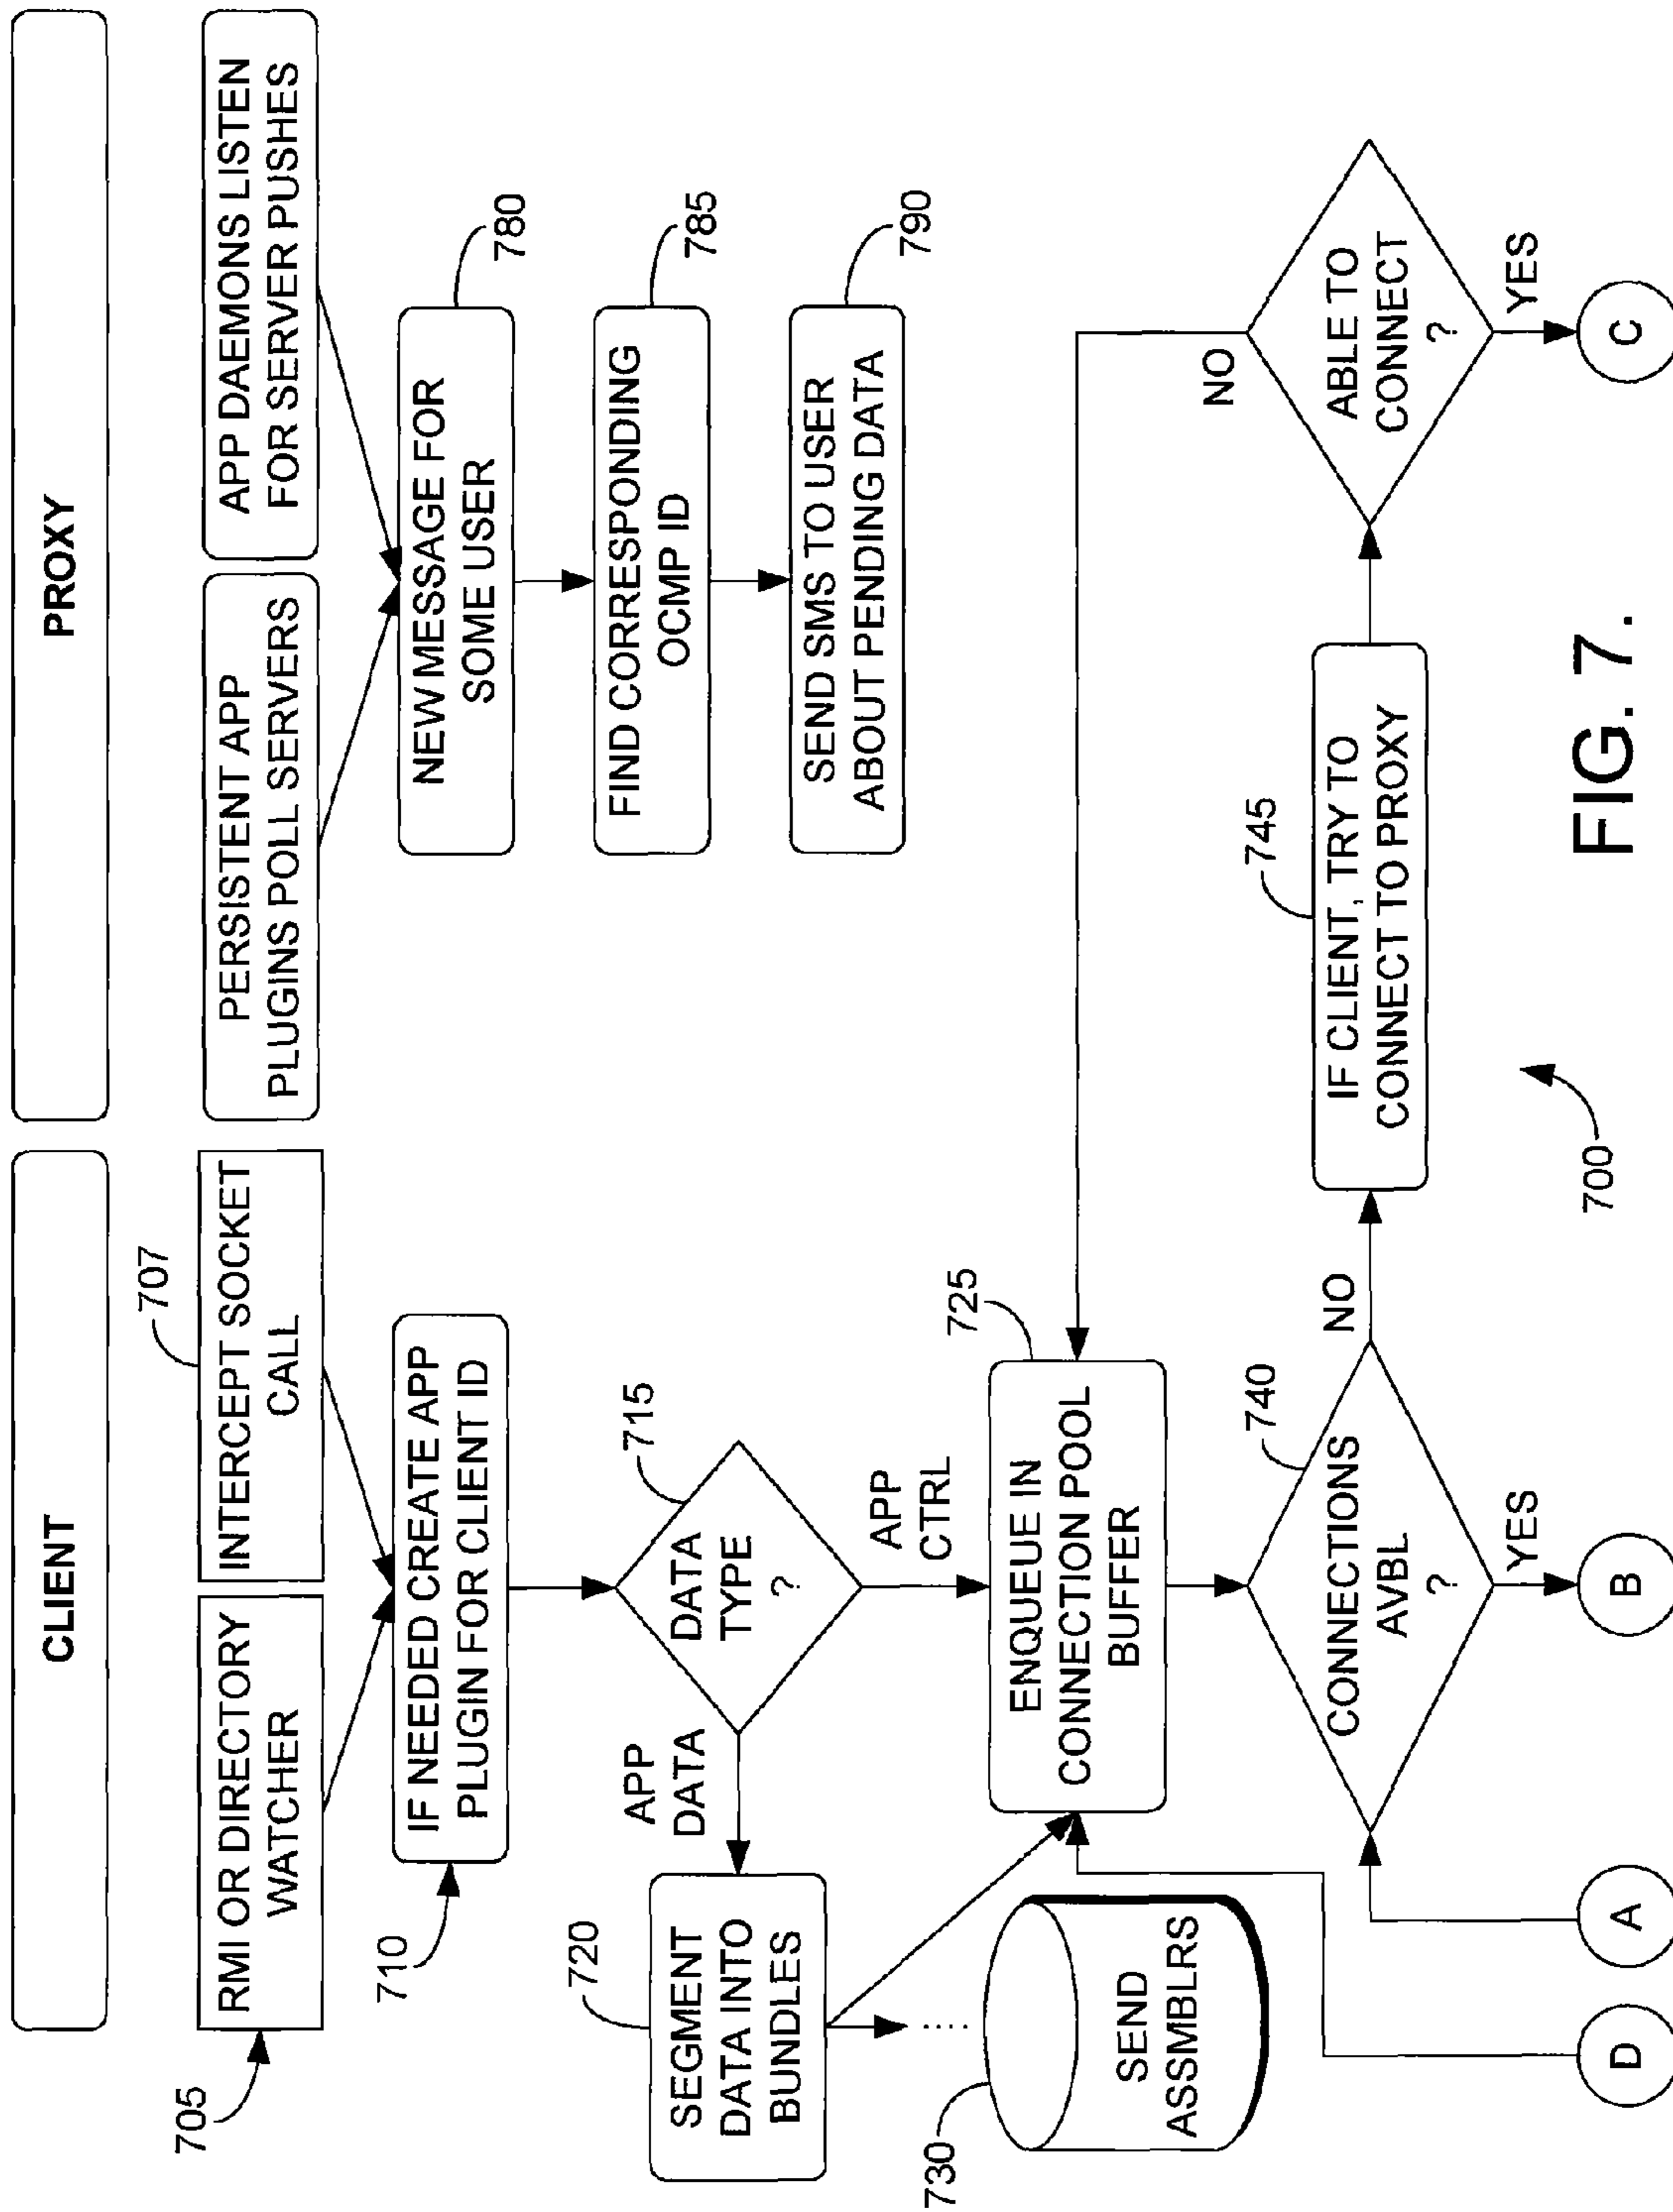 CLIENT
PROXY
707
705
RMI OR DIRECTORY
WATCHER
INTERCEPT SOCKET
CALL
PERSISTENT APP
PLUGINS POLL SERVERS
APP DAEMONS LISTEN
FOR SERVER PUSHES
710
IF NEEDED CREATE APP
PLUGIN FOR CLIENT ID
NEW MESSAGE FOR
SOME USER
780
715
DATA
TYPE
?
APP
DATA
FIND CORRESPONDING
OCMP ID
785
720
SEGMENT
DATA INTO
BUNDLES
APP
CTRL
SEND SMS TO USER
ABOUT PENDING DATA
790
725
ENQUEUE IN
CONNECTION POOL
BUFFER
730
SEND
ASSMBLRS
740
CONNECTIONS
AVBL
?
NO
745
IF CLIENT, TRY TO
CONNECT TO PROXY
NO
ABLE TO
CONNECT
?
YES
YES
D
A
B
C
700
FIG. 7.